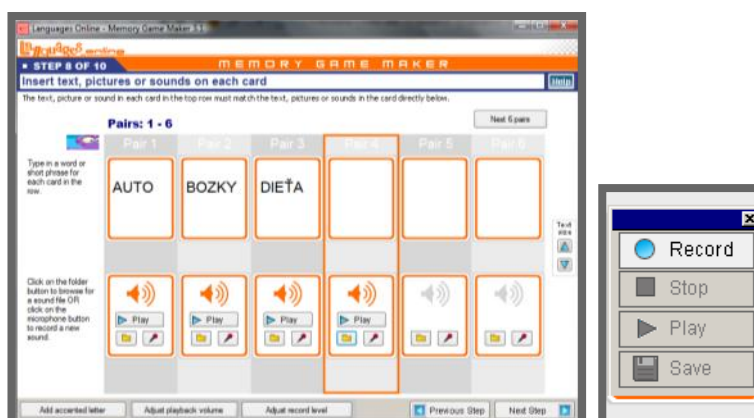 Languages Online - Memory Game Maker 3.1
Languages online
STEP 8 OF 10
MEMORY GAME MAKER
Insert text, pictures or sounds on each card
Help
The text, picture or sound in each card in the top row must match the text, pictures or sounds in the card directly below.
Pairs: 1 - 6
Next 6 pairs
Pair 1 Pair 2 Pair 3 Pair 4 Pair 5 Pair 6
Type in a word or
short phrase for
each card in the
row.
AUTO BOZKY DIEŤA
Text
size
Click on the folder
button to browse for
a sound file OR
click on the
microphone button
to record a new
sound.
Play Play Play Play
Add accented letter Adjust playback volume Adjust record level Previous Step Next Step
Record
Stop
Play
Save